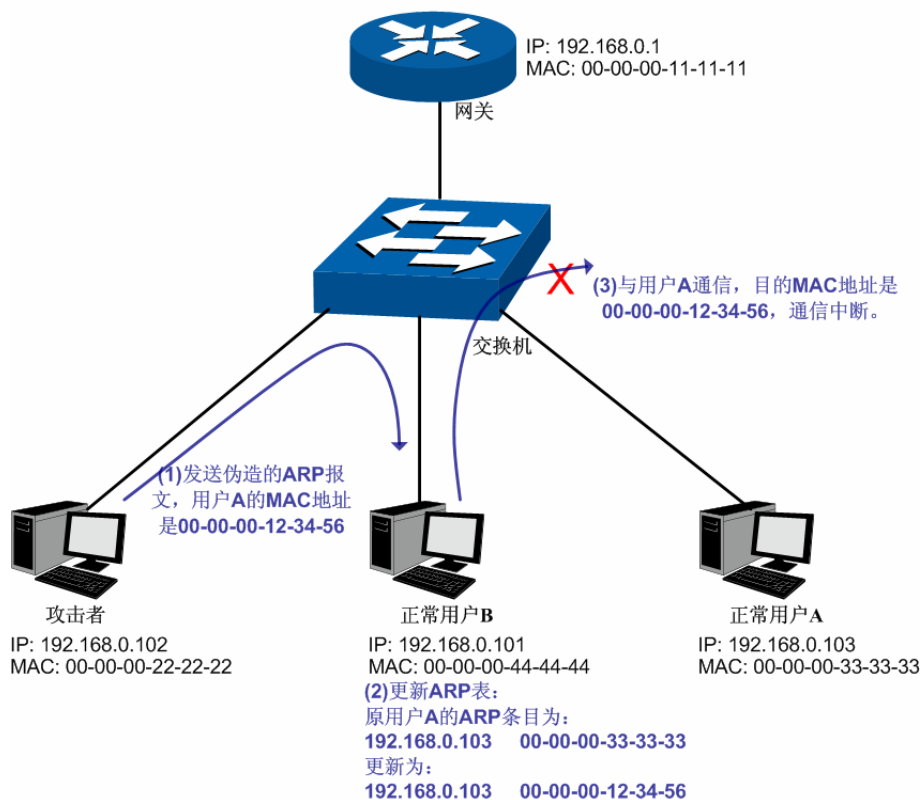 IP: 192.168.0.1
MAC: 00-00-00-11-11-11
网关
(3)与用户A通信，目的MAC地址是
00-00-00-12-34-56，通信中断。
交换机
(1)发送伪造的ARP报
文，用户A的MAC地址
是00-00-00-12-34-56
攻击者
IP: 192.168.0.102
MAC: 00-00-00-22-22-22
正常用户B
IP: 192.168.0.101
MAC: 00-00-00-44-44-44
(2)更新ARP表：
原用户A的ARP条目为：
192.168.0.103 00-00-00-33-33-33
更新为：
192.168.0.103 00-00-00-12-34-56
正常用户A
IP: 192.168.0.103
MAC: 00-00-00-33-33-33